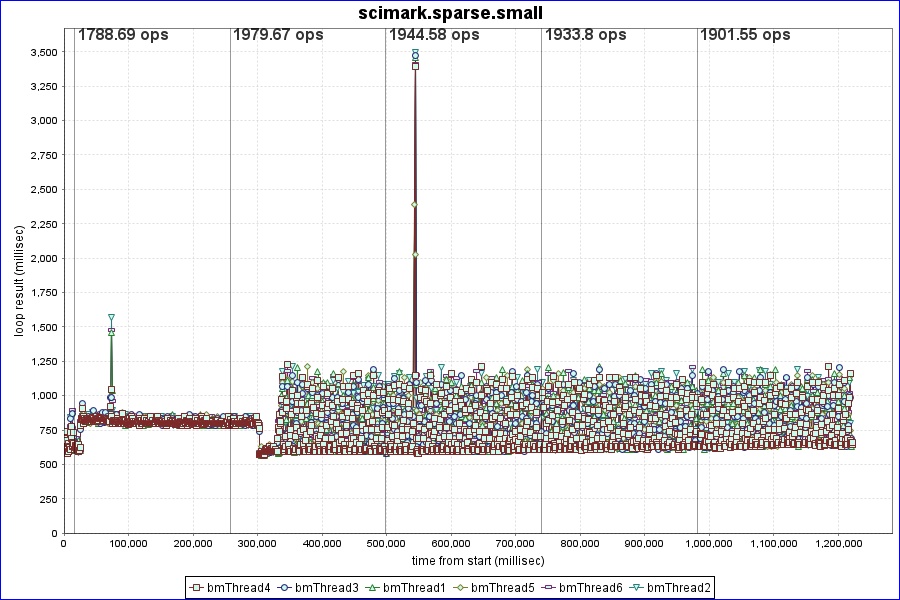 scimark.sparse.small
1788.69 ops 1979.67 ops 1944.58 ops 1933.8 ops 1901.55 ops
3,500
3,250
3,000
2,750
2,500
2,250
2,000
1,750
1,500
1,250
1,000
750
500
250
0
loop result (millisec)
0 100,000 200,000 300,000 400,000 500,000 600,000 700,000 800,000 900,000 1,000,000 1,100,000 1,200,000
time from start (millisec)
bmThread4 bmThread3 bmThread1 bmThread5 bmThread6 bmThread2